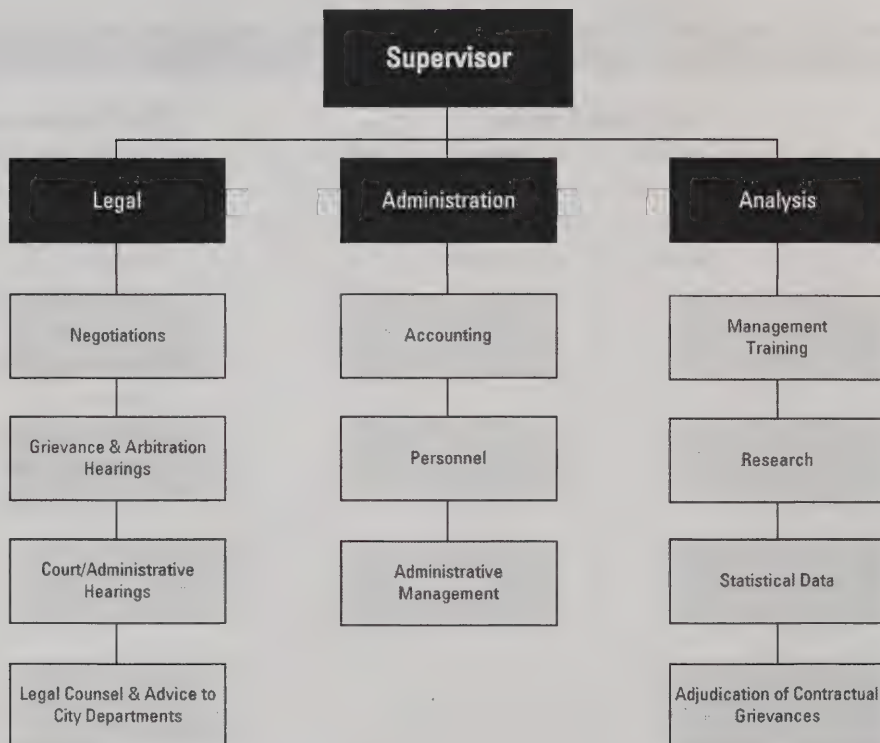 Supervisor
Legal
Administration
Analysis
Negotiations
Accounting
Management
Training
Grievance & Arbitration
Hearings
Personnel
Research
Court/Administrative
Hearings
Administrative
Management
Statistical Data
Legal Counsel & Advice to
City Departments
Adjudication of Contractual
Grievances